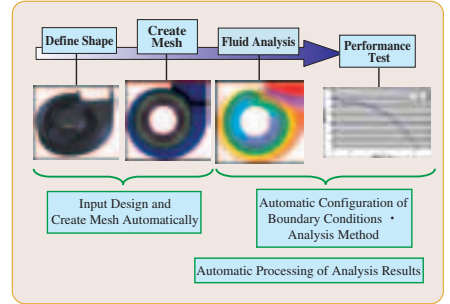 Define Shape
Create
Mesh
Fluid Analysis
Performance
Test
Input Design and
Create Mesh Automatically
Automatic Configuration of
Boundary Conditions ・
Analysis Method
Automatic Processing of Analysis Results